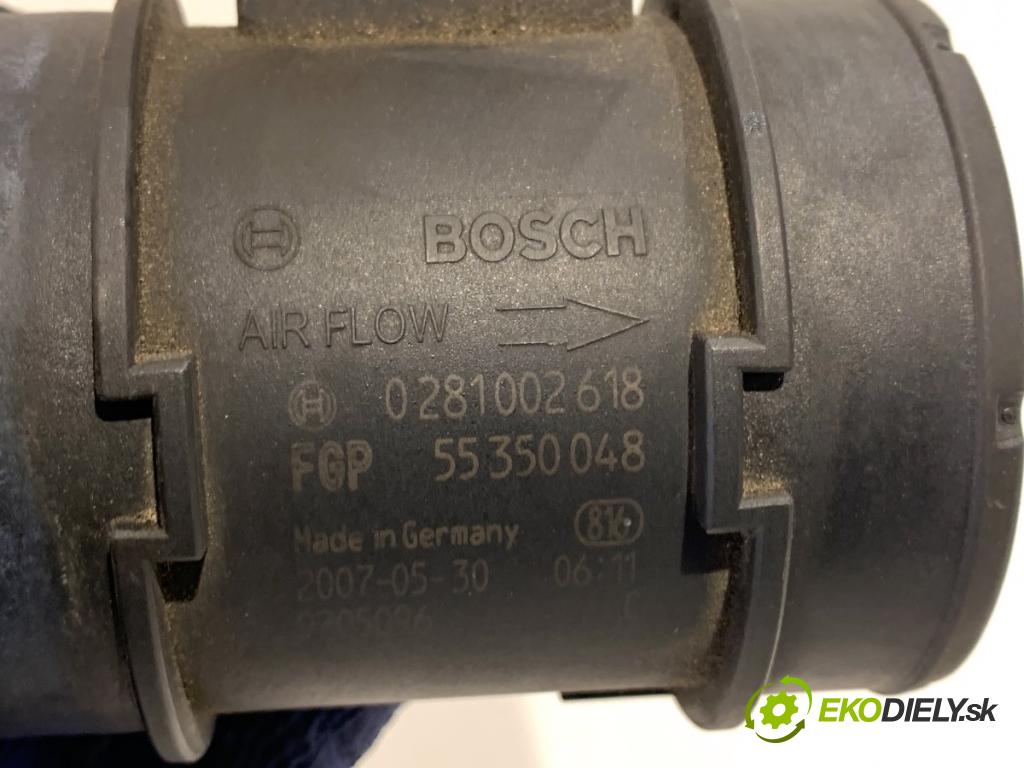 BOSCH
AIR FLOW
0 281 002 618
FGP 55 350 048
Made in Germany 816
2007-05-30 06:11
EKODIELY.sk